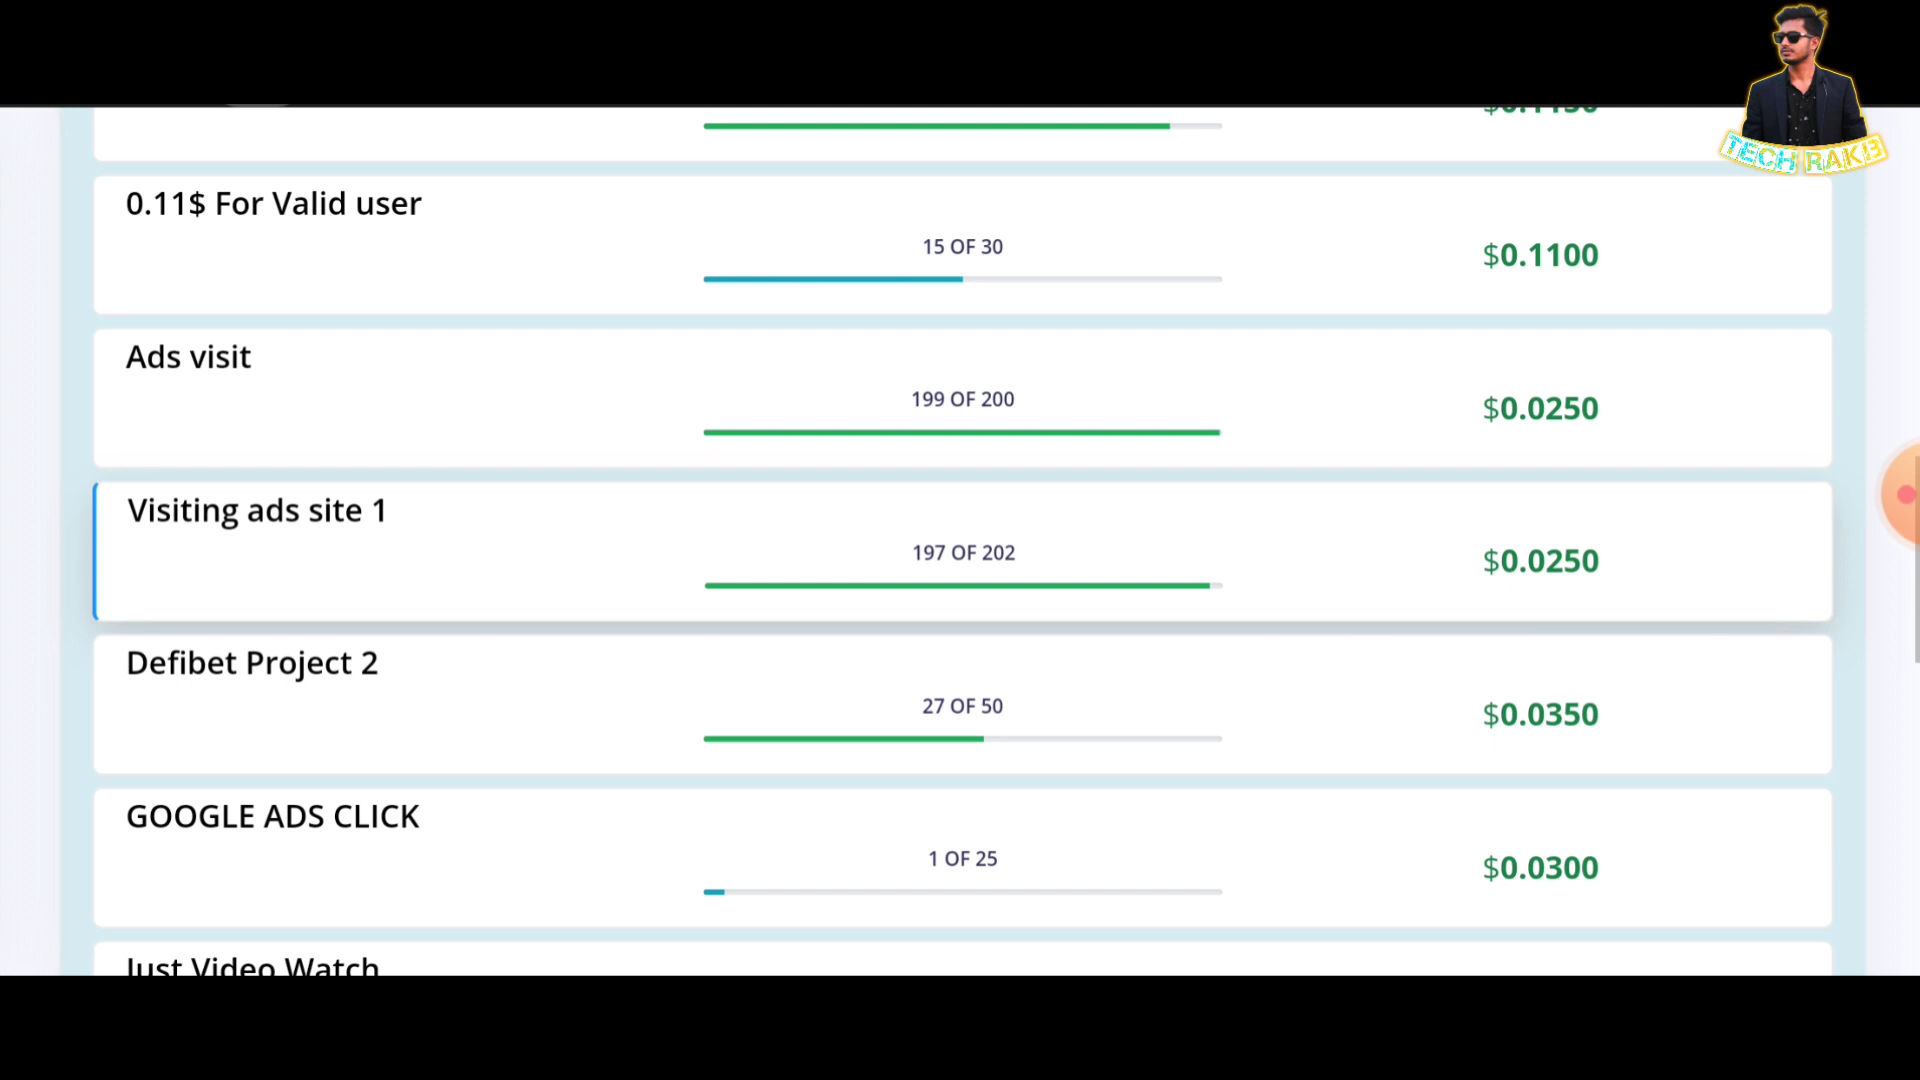 TECH RAKIB
0.11$ For Valid user
15 OF 30
$0.1100
Ads visit
199 OF 200
$0.0250
Visiting ads site 1
197 OF 202
$0.0250
Defibet Project 2
27 OF 50
$0.0350
GOOGLE ADS CLICK
1 OF 25
$0.0300
Just Video Watch